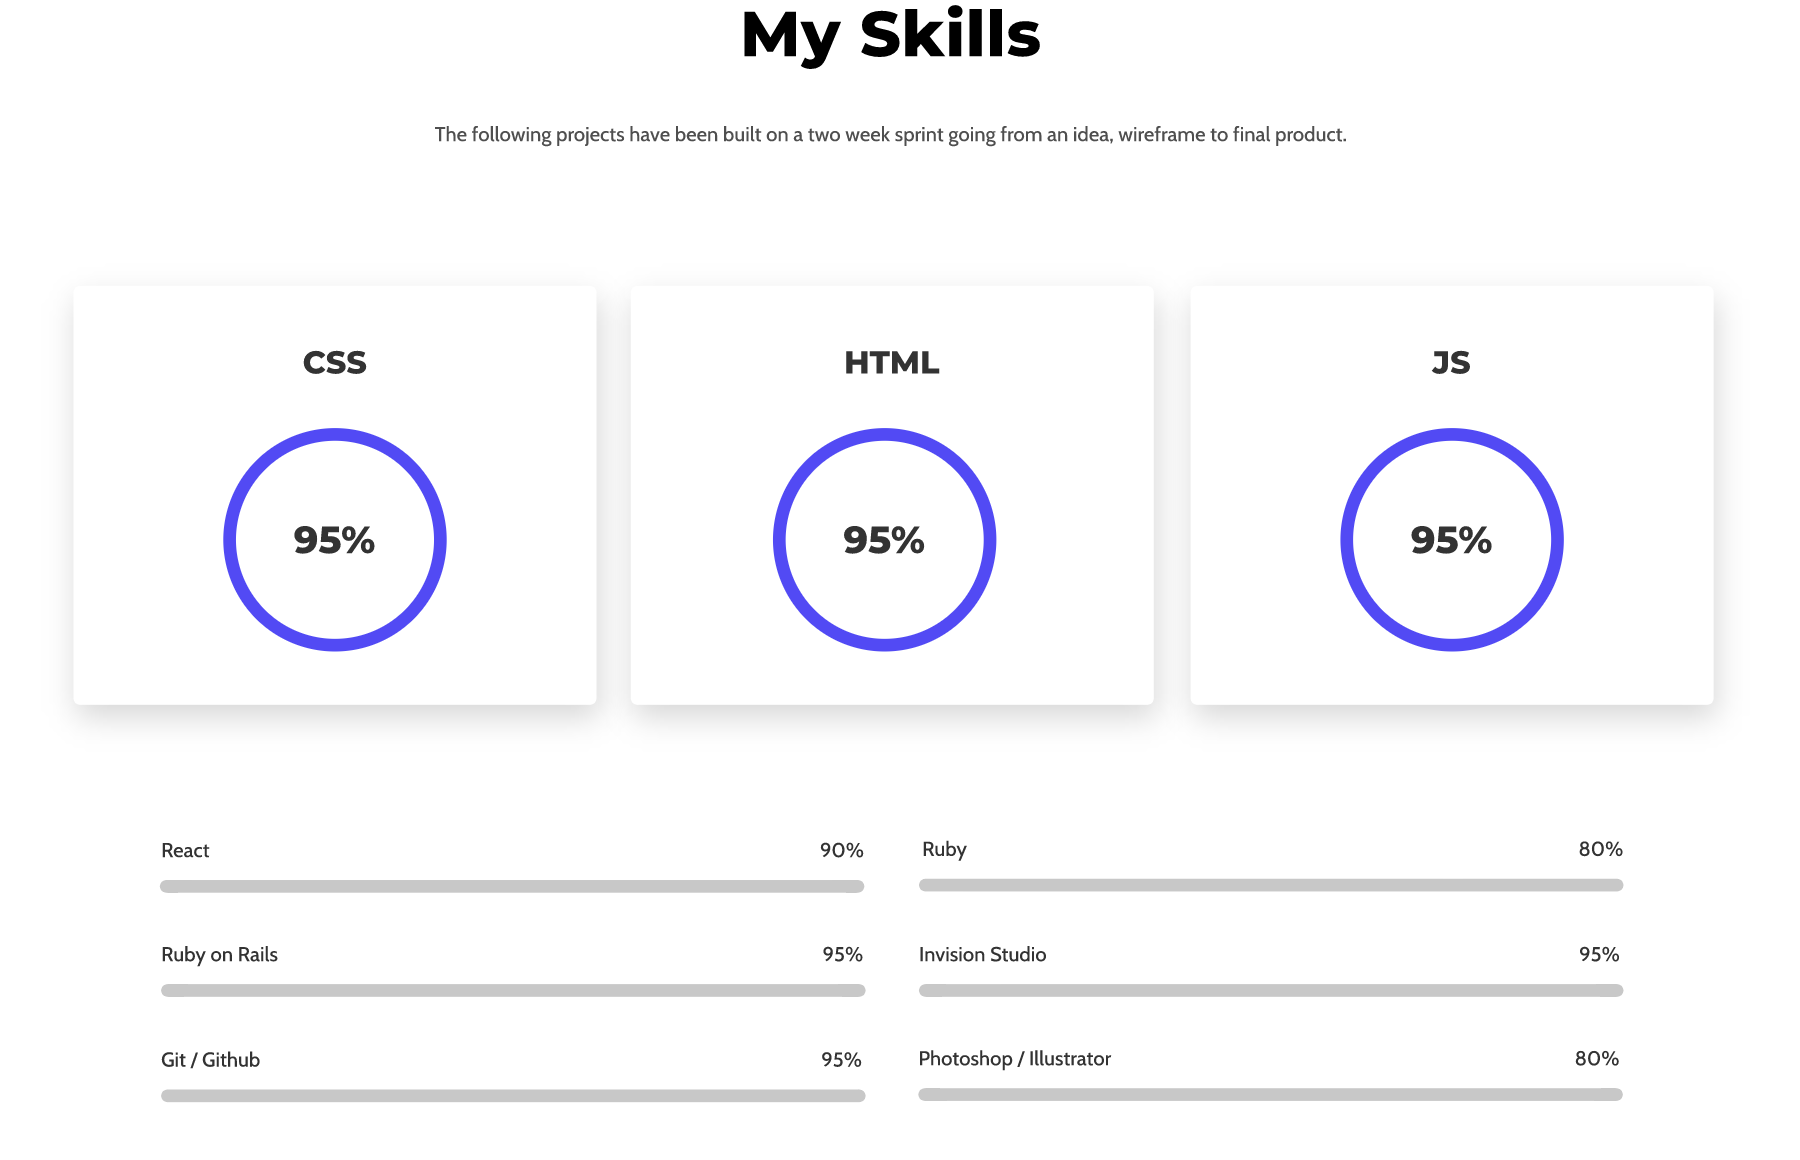 My Skills
The following projects have been built on a two week sprint going from an idea, wireframe to final product.
CSS
95%
HTML
95%
JS
95%
React 90%
Ruby 80%
Ruby on Rails 95%
Invision Studio 95%
Git / Github 95%
Photoshop / Illustrator 80%